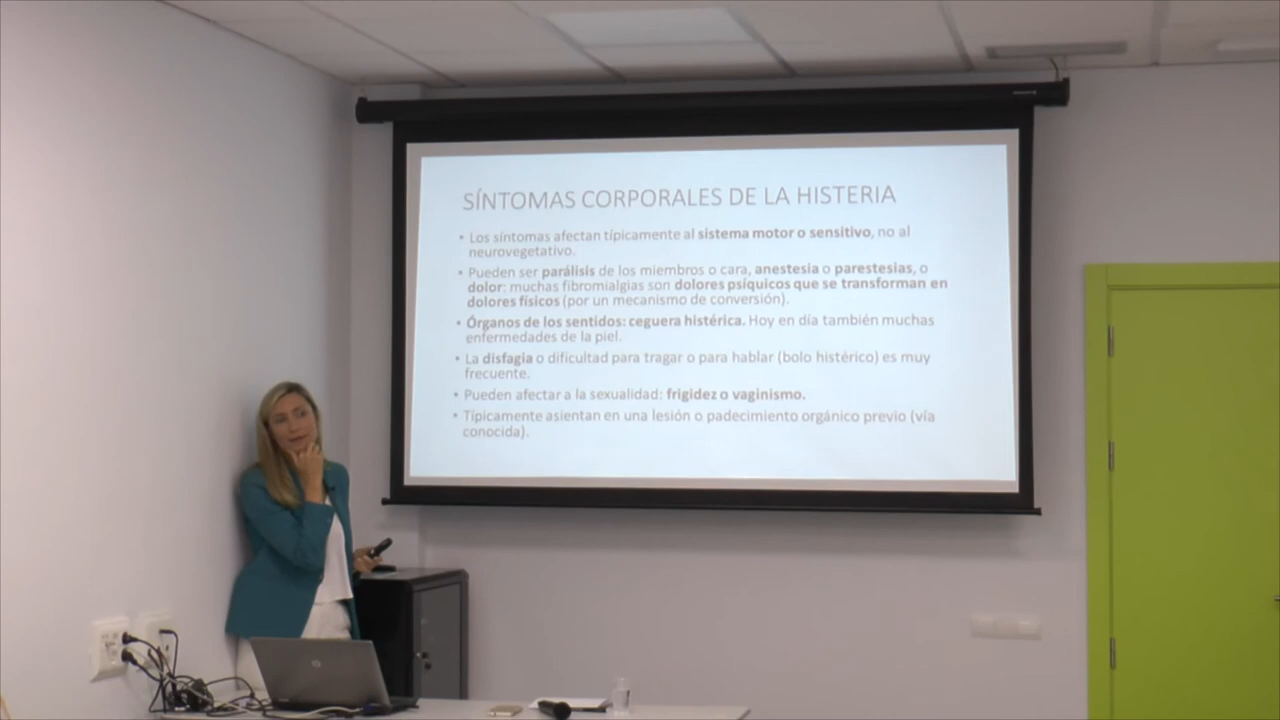 SÍNTOMAS CORPORALES DE LA HISTERIA
• Los síntomas afectan típicamente al sistema motor o sensitivo, no al
neurovegetativo.
• Pueden ser parálisis de los miembros o cara, anestesia o parestesias, o
dolor: muchas fibromialgias son dolores psíquicos que se transforman en
dolores físicos (por un mecanismo de conversión).
• Órganos de los sentidos: ceguera histérica. Hoy en día también muchas
enfermedades de la piel.
• La disfagia o dificultad para tragar o para hablar (bolo histérico) es muy
frecuente.
• Pueden afectar a la sexualidad: frigidez o vaginismo.
• Típicamente asientan en una lesión o padecimiento orgánico previo (vía
conocida).